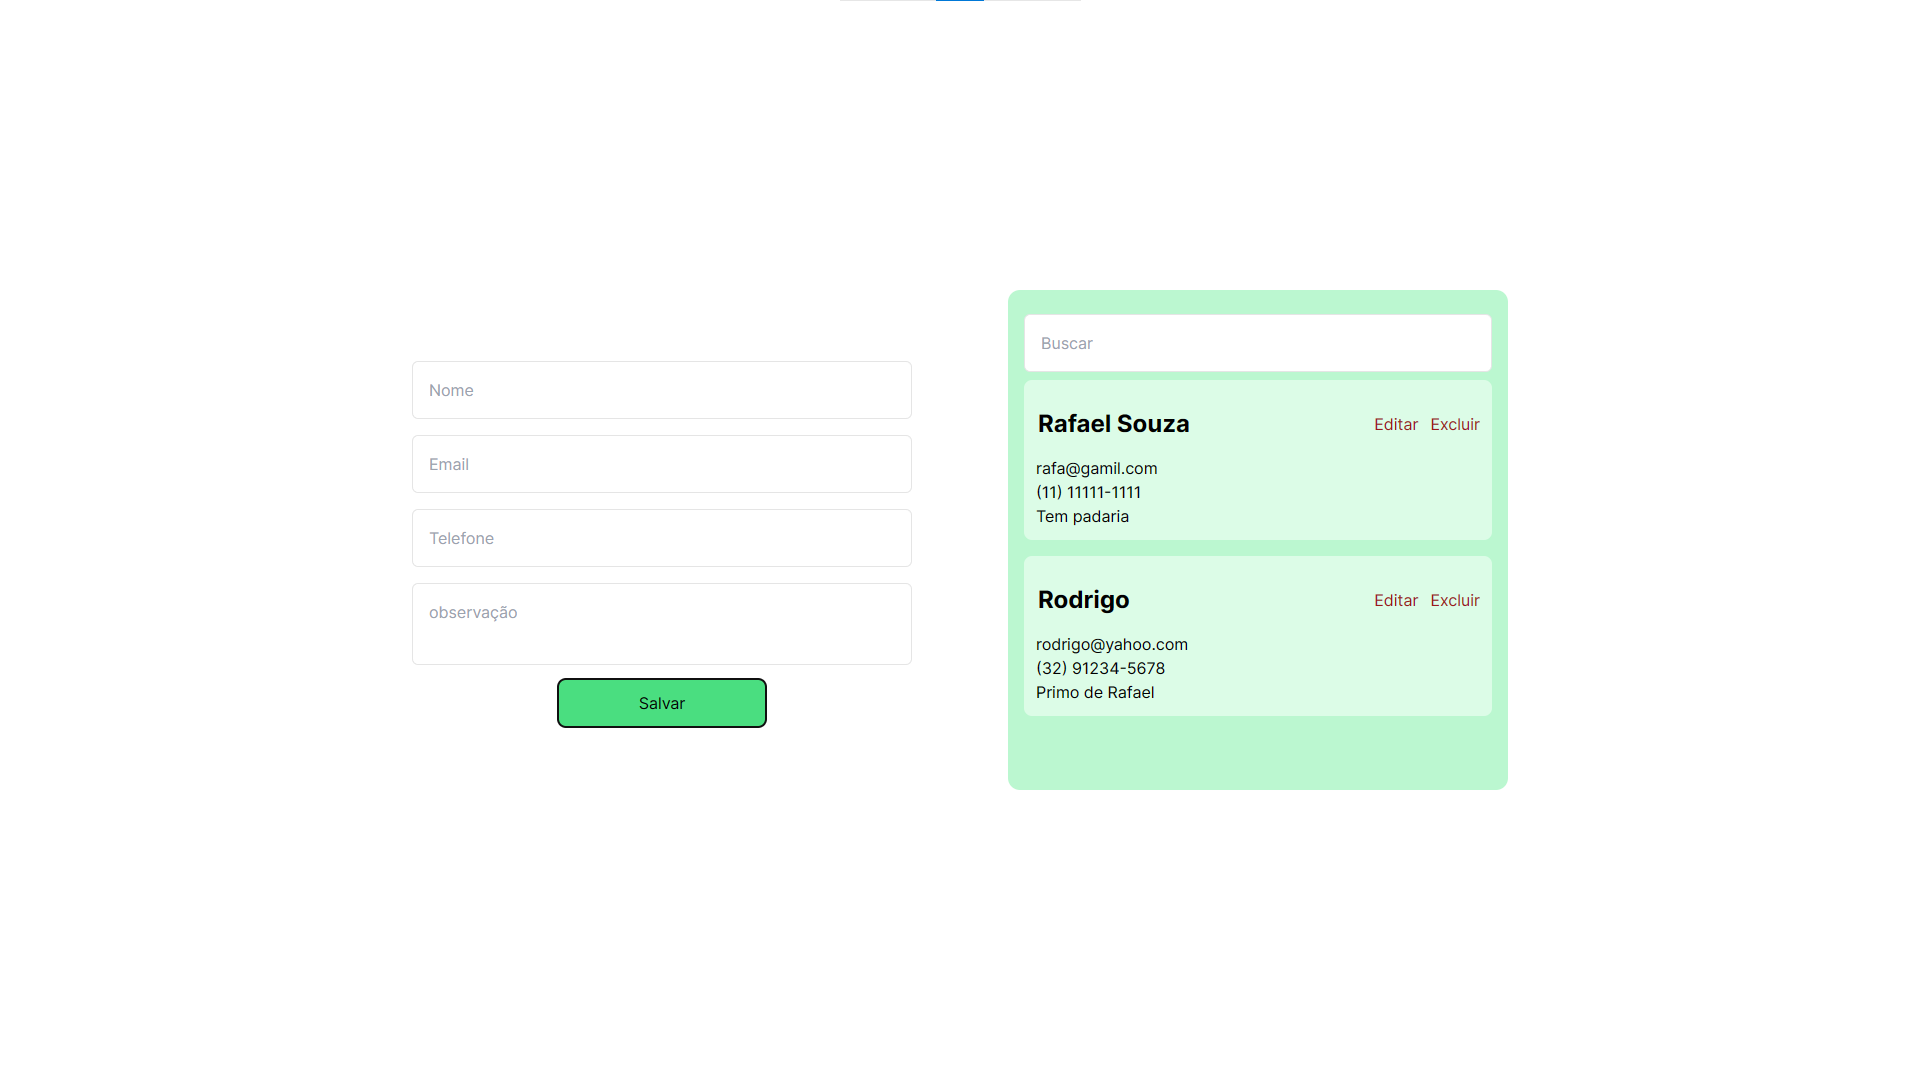 Nome
Email
Telefone
observação
Salvar
Buscar
Rafael Souza Editar Excluir
rafa@gamil.com
(11) 11111-1111
Tem padaria
Rodrigo Editar Excluir
rodrigo@yahoo.com
(32) 91234-5678
Primo de Rafael